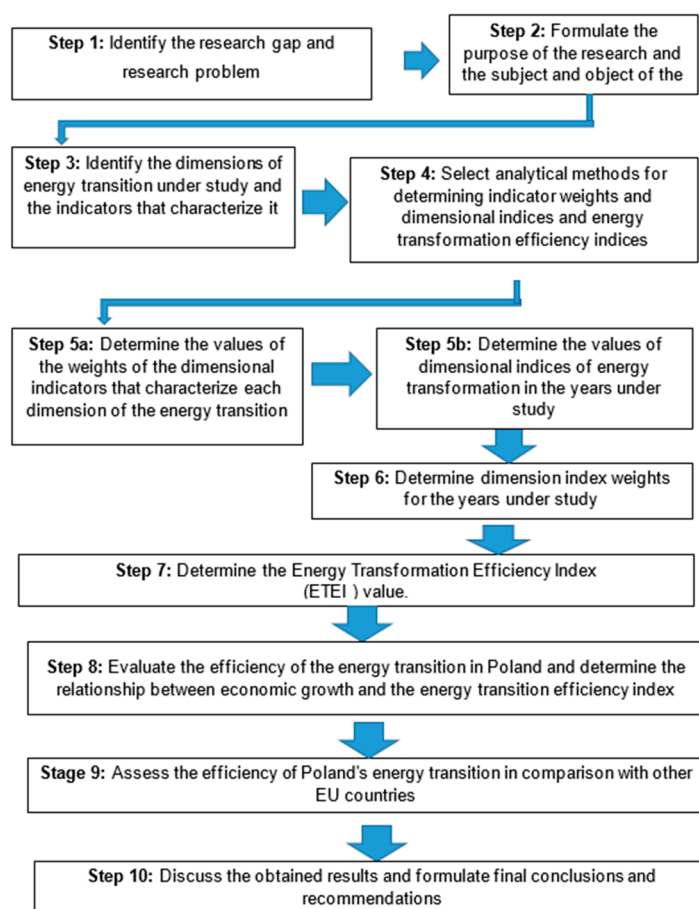 Step 1: Identify the research gap and
research problem
Step 2: Formulate the
purpose of the research and
the subject and object of the
Step 3: Identify the dimensions of
energy transition under study and
the indicators that characterize it
Step 4: Select analytical methods for
determining indicator weights and
dimensional indices and energy
transformation efficiency indices
Step 5a: Determine the values of
the weights of the dimensional
indicators that characterize each
dimension of the energy transition
Step 5b: Determine the values of
dimensional indices of energy
transformation in the years under
study
Step 6: Determine dimension index weights
for the years under study
Step 7: Determine the Energy Transformation Efficiency Index
(ETEI ) value.
Step 8: Evaluate the efficiency of the energy transition in Poland and determine the
relationship between economic growth and the energy transition efficiency index
Stage 9: Assess the efficiency of Poland's energy transition in comparison with other
EU countries
Step 10: Discuss the obtained results and formulate final conclusions and
recommendations